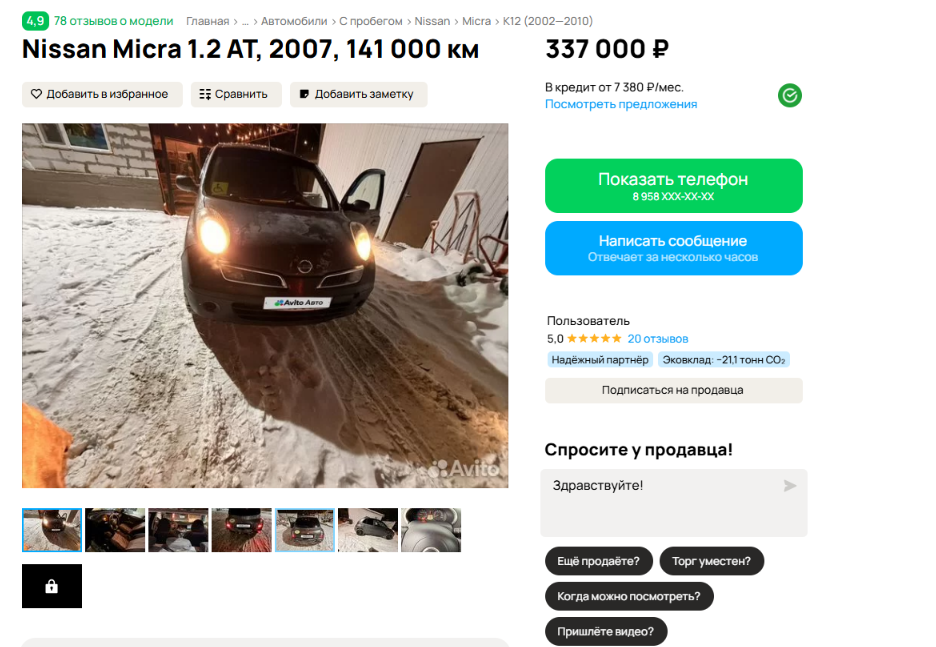 4,9 78 отзывов о модели Главная › ... › Автомобили › С пробегом › Nissan › Micra › K12 (2002—2010)
Nissan Micra 1.2 AT, 2007, 141 000 км
337 000 ₽
Добавить в избранное
Сравнить
Добавить заметку
В кредит от 7 380 ₽/мес.
Посмотреть предложения
Avito Авто
Avito
Показать телефон
8 958 XXX-XX-XX
Написать сообщение
Отвечает за несколько часов
Пользователь
5,0 ★★★★★ 20 отзывов
Надёжный партнёр
Эковклад: −21,1 тонн CO₂
Подписаться на продавца
Спросите у продавца!
Здравствуйте!
Ещё продаёте?
Торг уместен?
Когда можно посмотреть?
Пришлёте видео?